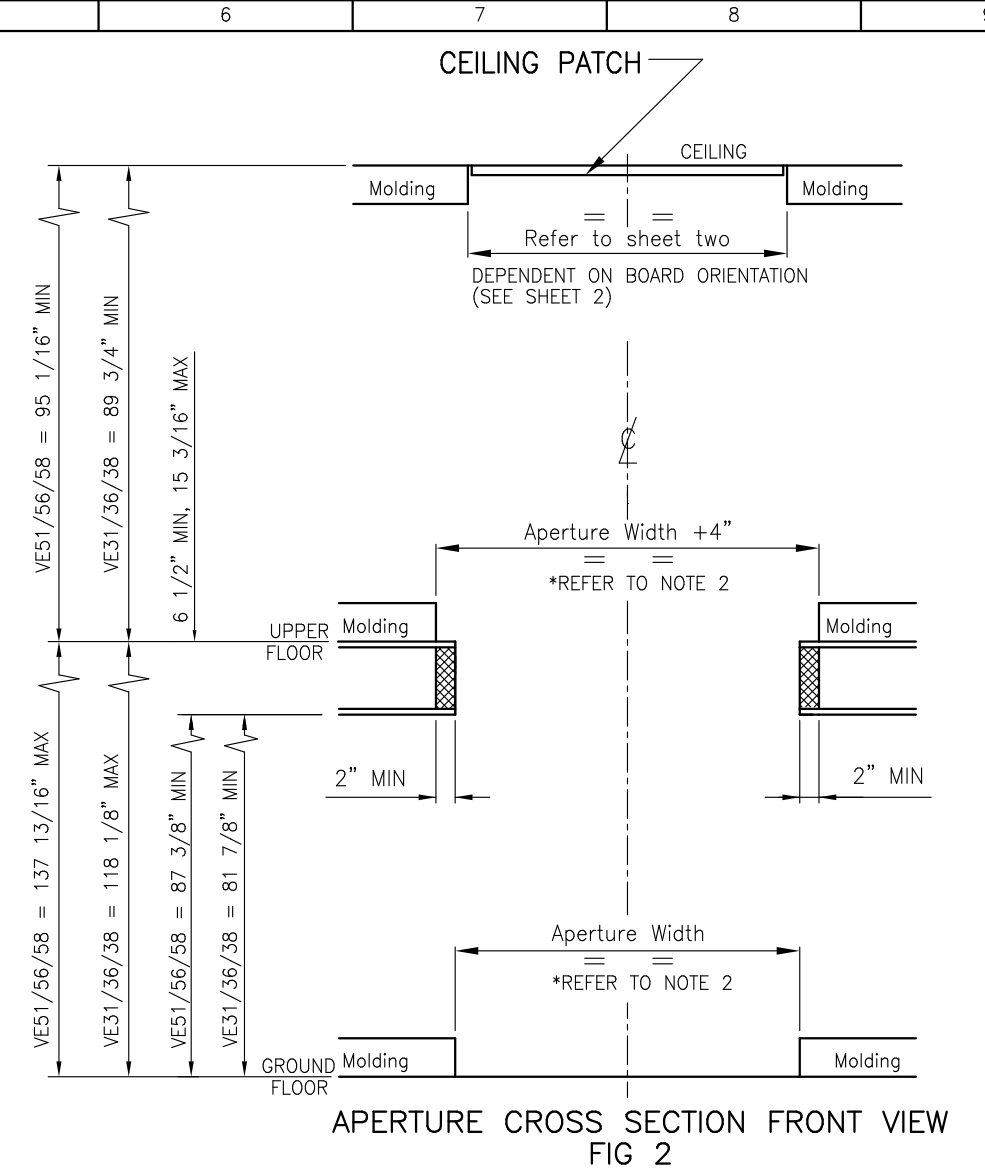 6
7
8
CEILING PATCH
CEILING
Molding
Molding
Refer to sheet two
DEPENDENT ON BOARD ORIENTATION
(SEE SHEET 2)
VE51/56/58 = 95 1/16” MIN
VE31/36/38 = 89 3/4” MIN
6 1/2” MIN, 15 3/16” MAX
Aperture Width +4”
*REFER TO NOTE 2
UPPER
FLOOR
Molding
Molding
2” MIN
2” MIN
VE51/56/58 = 137 13/16” MAX
VE31/36/38 = 118 1/8” MAX
VE51/56/58 = 87 3/8” MIN
VE31/36/38 = 81 7/8” MIN
Aperture Width
*REFER TO NOTE 2
GROUND
FLOOR
Molding
Molding
APERTURE CROSS SECTION FRONT VIEW
FIG 2